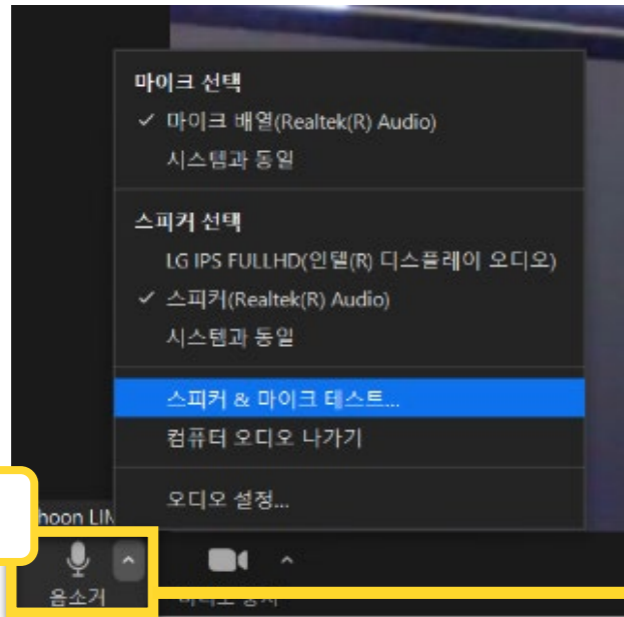 마이크 선택
✓ 마이크 배열(Realtek(R) Audio)
시스템과 동일
스피커 선택
LG IPS FULLHD(인텔(R) 디스플레이 오디오)
✓ 스피커(Realtek(R) Audio)
시스템과 동일
스피커 & 마이크 테스트...
컴퓨터 오디오 나가기
오디오 설정...
hoon LIN
음소거